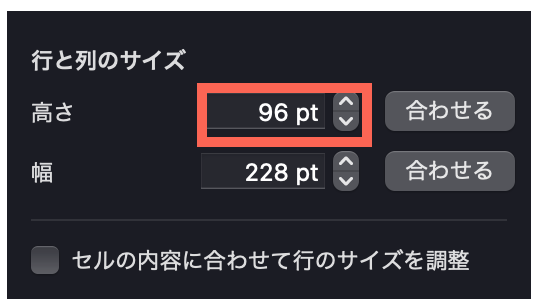 行と列のサイズ
高さ 96 pt 合わせる
幅 228 pt 合わせる
セルの内容に合わせて行のサイズを調整